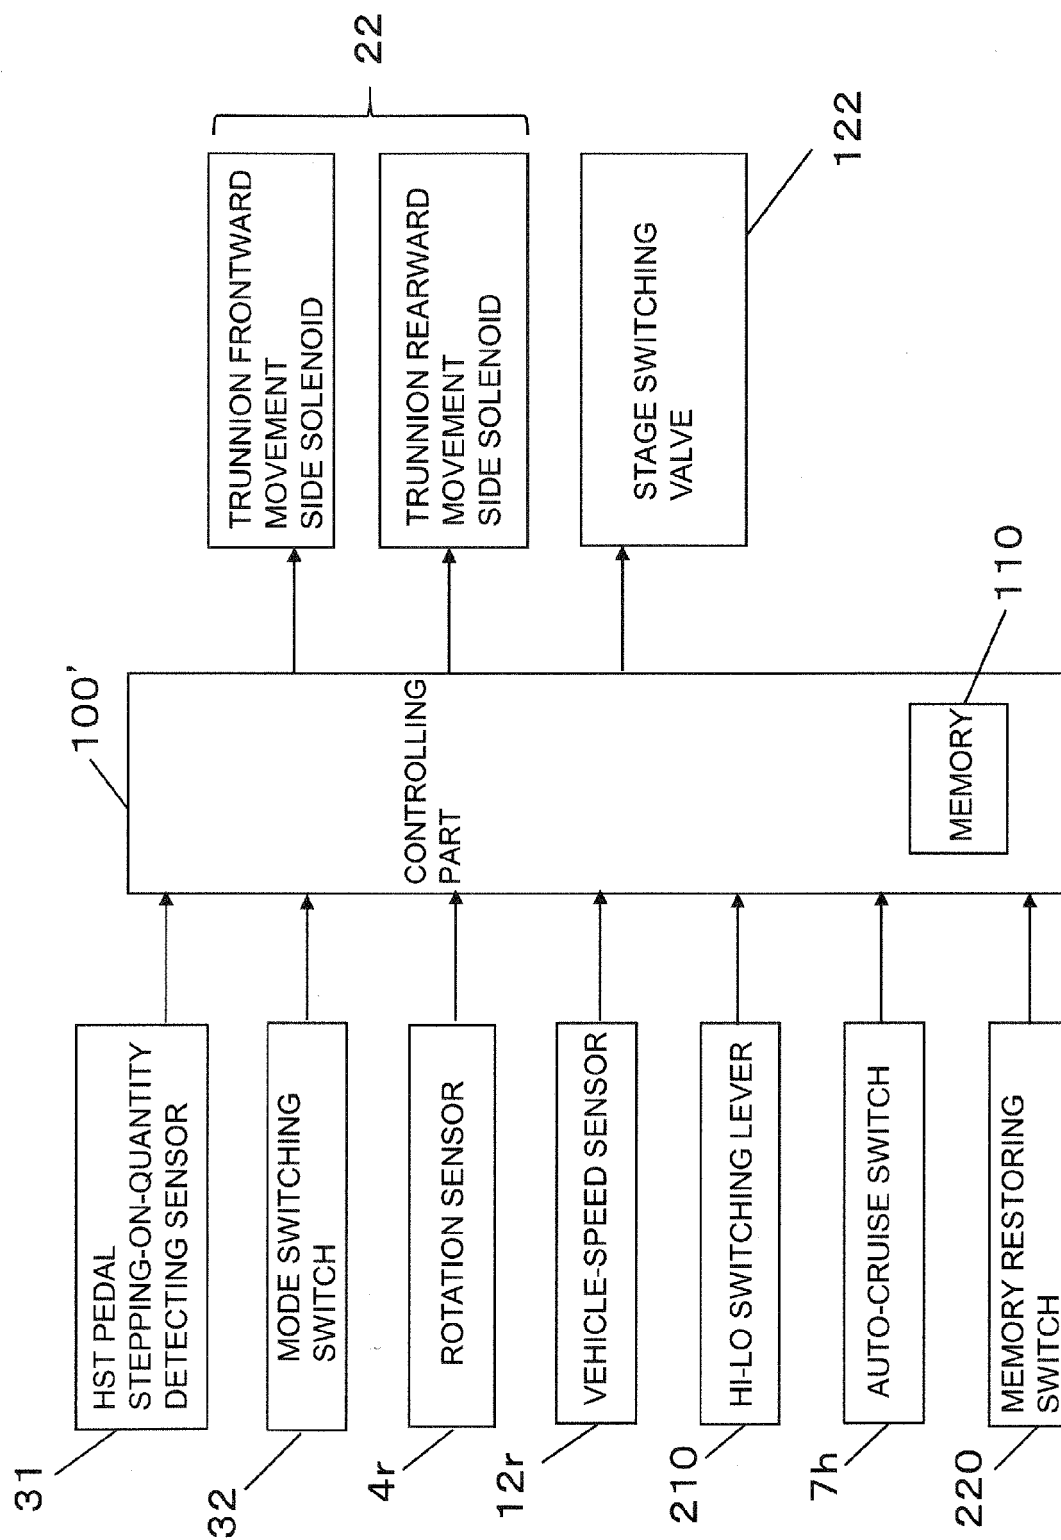 31
HST PEDAL
STEPPING-ON-QUANTITY
DETECTING SENSOR
32
MODE SWITCHING
SWITCH
4r
ROTATION SENSOR
12r
VEHICLE-SPEED SENSOR
210
HI-LO SWITCHING LEVER
7h
AUTO-CRUISE SWITCH
220
MEMORY RESTORING
SWITCH
100'
CONTROLLING
PART
MEMORY
110
TRUNNION FRONTWARD
MOVEMENT
SIDE SOLENOID
TRUNNION REARWARD
MOVEMENT
SIDE SOLENOID
22
STAGE SWITCHING
VALVE
122